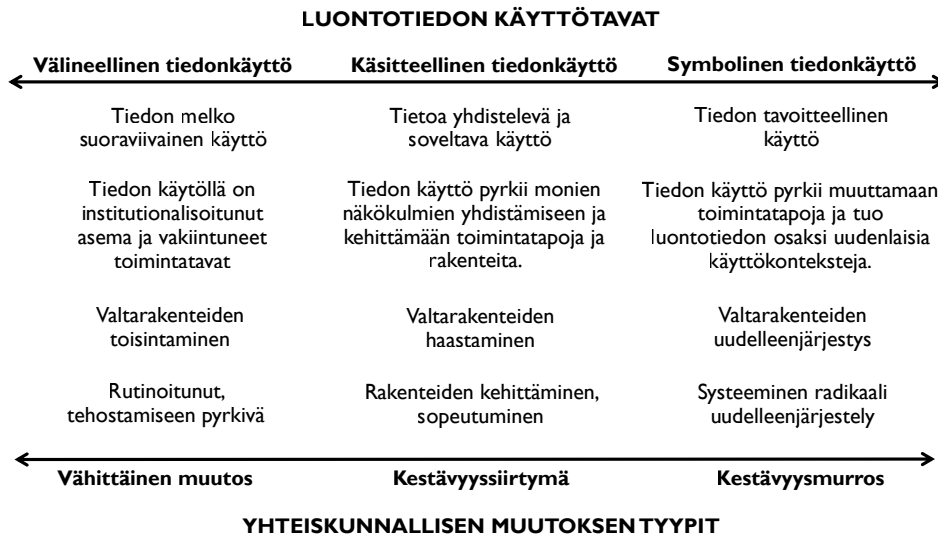 LUONTOTIEDON KÄYTTÖTAVAT
Välineellinen tiedonkäyttö
Käsitteellinen tiedonkäyttö
Symbolinen tiedonkäyttö
Tiedon melko
suoraviivainen käyttö
Tietoa yhdistelevä ja
soveltava käyttö
Tiedon tavoitteellinen
käyttö
Tiedon käytöllä on
institutionalisoitunut
asema ja vakiintuneet
toimintatavat
Tiedon käyttö pyrkii monien
näkökulmien yhdistämiseen ja
kehittämään toimintatapoja ja
rakenteita.
Tiedon käyttö pyrkii muuttamaan
toimintatapoja ja tuo
luontotiedon osaksi uudenlaisia
käyttökonteksteja.
Valtarakenteiden
toisintaminen
Valtarakenteiden
haastaminen
Valtarakenteiden
uudelleenjärjestys
Rutinoitunut,
tehostamiseen pyrkivä
Rakenteiden kehittäminen,
sopeutuminen
Systeeminen radikaali
uudelleenjärjestely
Vähittäinen muutos
Kestävyyssiirtymä
Kestävyysmurros
YHTEISKUNNALLISEN MUUTOKSEN TYYPIT